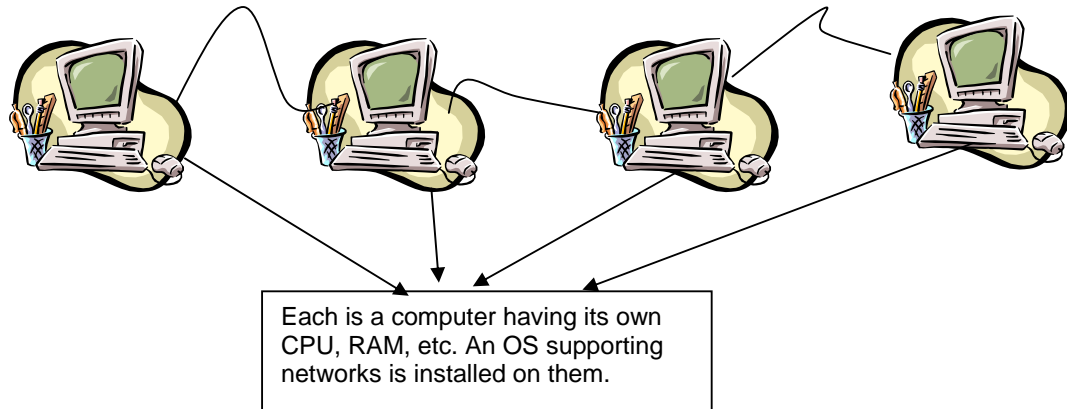 Each is a computer having its own
CPU, RAM, etc. An OS supporting
networks is installed on them.